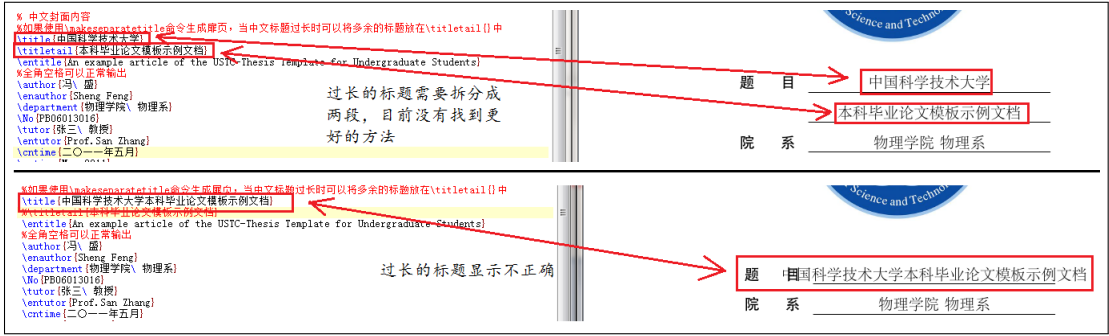 % 中文封面内容
%如果使用\makeseparatetitle命令生成扉页，当中文标题过长时可以将多余的标题放在\titletail{}中
\title{中国科学技术大学}
\titletail{本科毕业论文模板示例文档}
\entitle{An example article of the USTC-Thesis Template for Undergraduate Students}
%全角空格可以正常输出
\author{冯\ 盛}
\enauthor{Sheng Feng}
\department{物理学院\ 物理系}
\No{PB06013016}
\tutor{张三\ 教授}
\entutor{Prof.San Zhang}
\cntime{二〇一一年五月}
过长的标题需要拆分成
两段，目前没有找到更
好的方法
Science and Techno
题 目 中国科学技术大学
本科毕业论文模板示例文档
院 系 物理学院 物理系
%如果使用\makeseparatetitle命令生成扉页，当中文标题过长时可以将多余的标题放在\titletail{}中
\title{中国科学技术大学本科毕业论文模板示例文档}
%\titletail{本科毕业论文模板示例文档}
\entitle{An example article of the USTC-Thesis Template for Undergraduate Students}
%全角空格可以正常输出
\author{冯\ 盛}
\enauthor{Sheng Feng}
\department{物理学院\ 物理系}
\No{PB06013016}
\tutor{张三\ 教授}
\entutor{Prof.San Zhang}
\cntime{二〇一一年五月}
过长的标题显示不正确
Science and Techno
题 目 中国科学技术大学本科毕业论文模板示例文档
院 系 物理学院 物理系